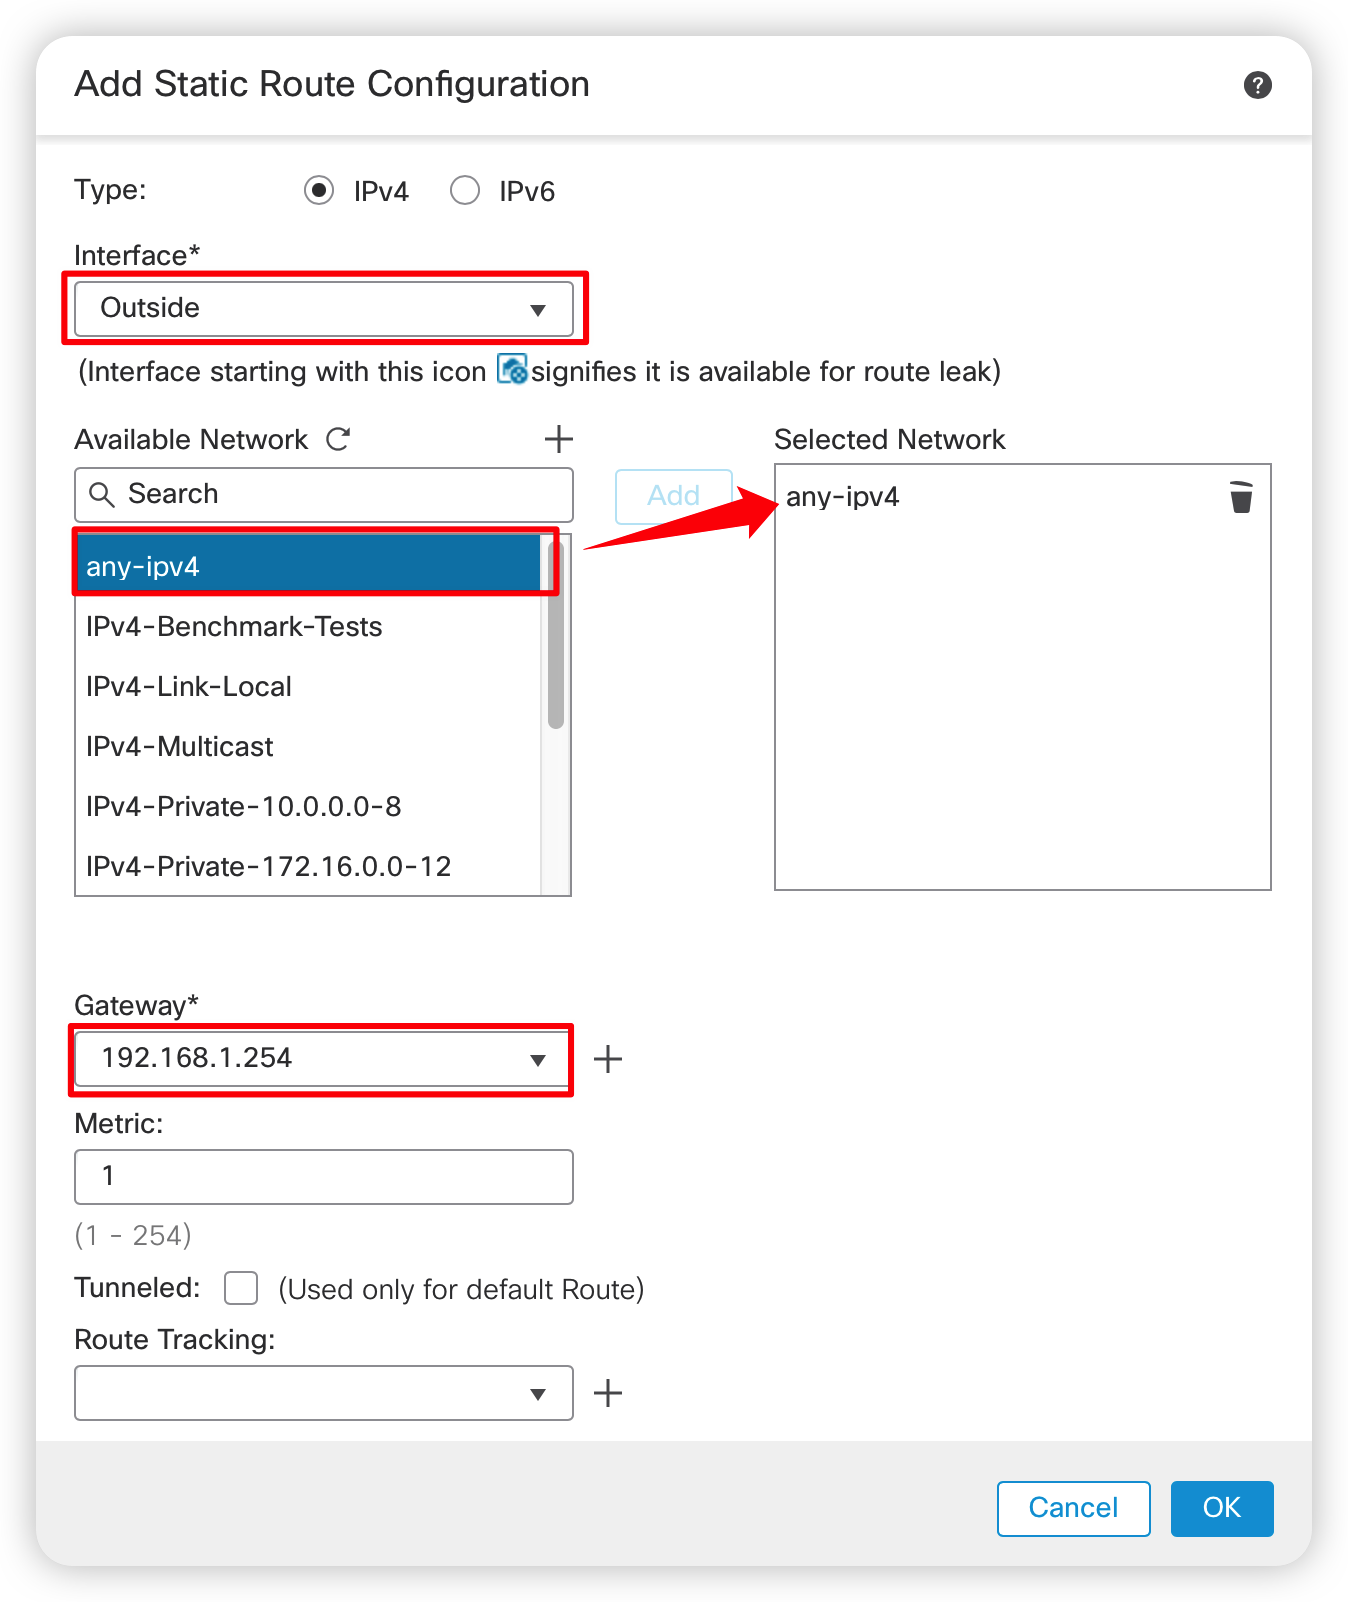 Add Static Route Configuration
?
Type:
IPv4
IPv6
Interface*
Outside
(Interface starting with this icon signifies it is available for route leak)
Available Network
Search
any-ipv4
IPv4-Benchmark-Tests
IPv4-Link-Local
IPv4-Multicast
IPv4-Private-10.0.0.0-8
IPv4-Private-172.16.0.0-12
Add
Selected Network
any-ipv4
Gateway*
192.168.1.254
Metric:
1
(1 - 254)
Tunneled:
(Used only for default Route)
Route Tracking:
Cancel
OK